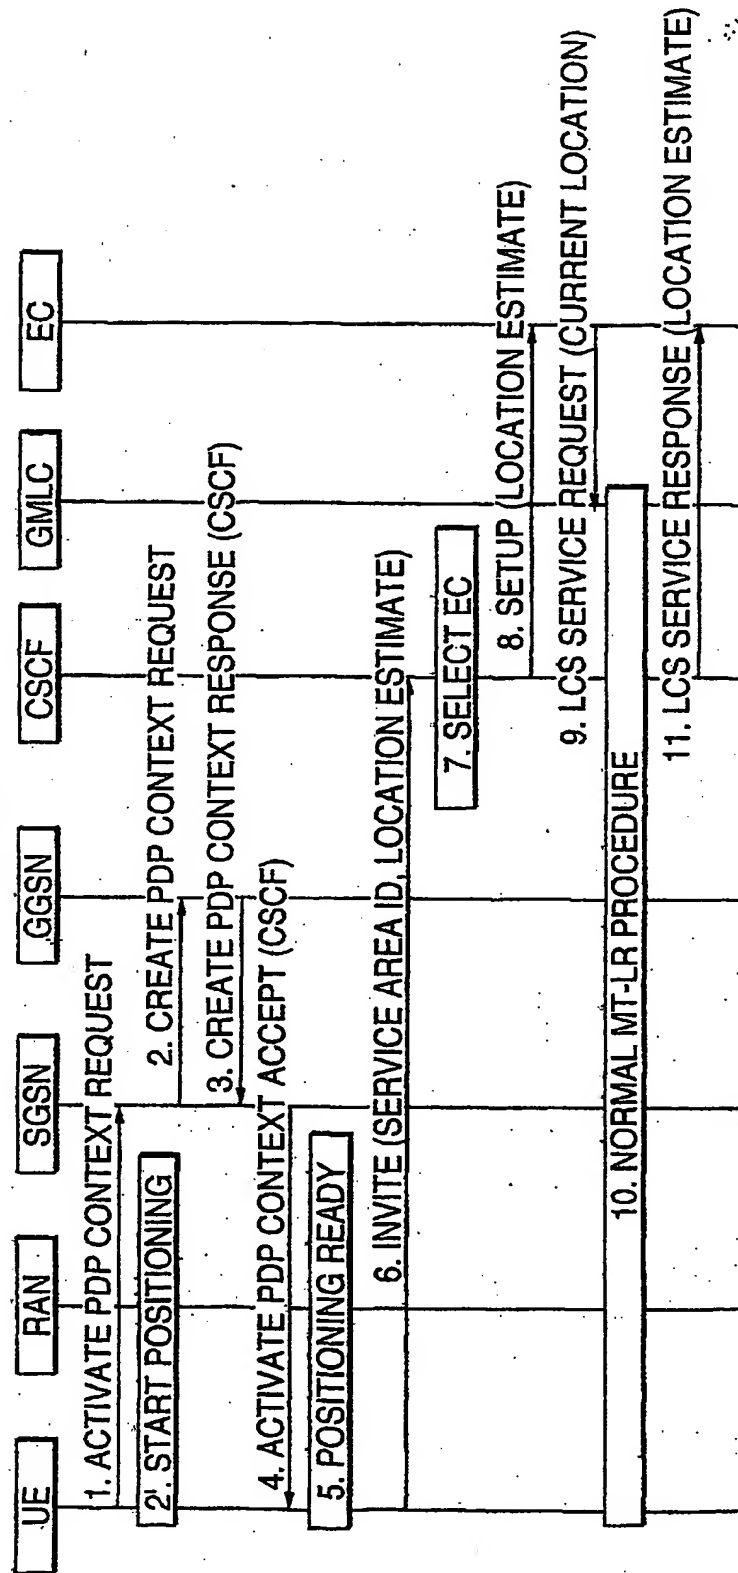 UE
RAN
SGSN
GGSN
CSCF
GMLC
EC
1. ACTIVATE PDP CONTEXT REQUEST
2'. START POSITIONING
2. CREATE PDP CONTEXT REQUEST
3. CREATE PDP CONTEXT RESPONSE (CSCF)
4. ACTIVATE PDP CONTEXT ACCEPT (CSCF)
5. POSITIONING READY
6. INVITE (SERVICE AREA ID, LOCATION ESTIMATE)
7. SELECT EC
8. SETUP (LOCATION ESTIMATE)
9. LCS SERVICE REQUEST (CURRENT LOCATION)
10. NORMAL MT-LR PROCEDURE
11. LCS SERVICE RESPONSE (LOCATION ESTIMATE)